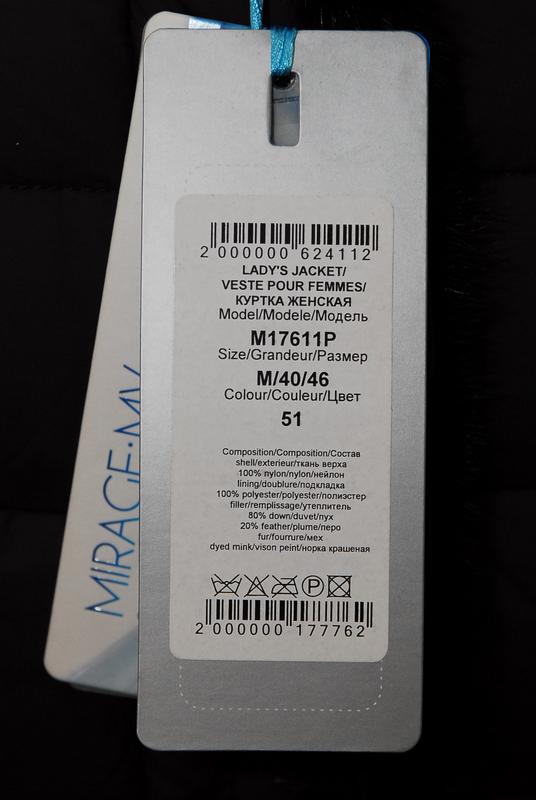 2 000000 624112
LADY'S JACKET/
VESTE POUR FEMMES/
КУРТКА ЖЕНСКАЯ
Model/Modele/Модель
M17611P
Size/Grandeur/Размер
M/40/46
Colour/Couleur/Цвет
51
Composition/Composition/Состав
shell/exterieur/ткань верха
100% nylon/nylon/нейлон
lining/doublure/подкладка
100% polyester/polyester/полиэстер
filler/remplissage/утеплитель
80% down/duvet/пух
20% feather/plume/перо
fur/fourrure/мех
dyed mink/vison peint/норка крашеная
P
2 000000 177762
MIRAGE·MV